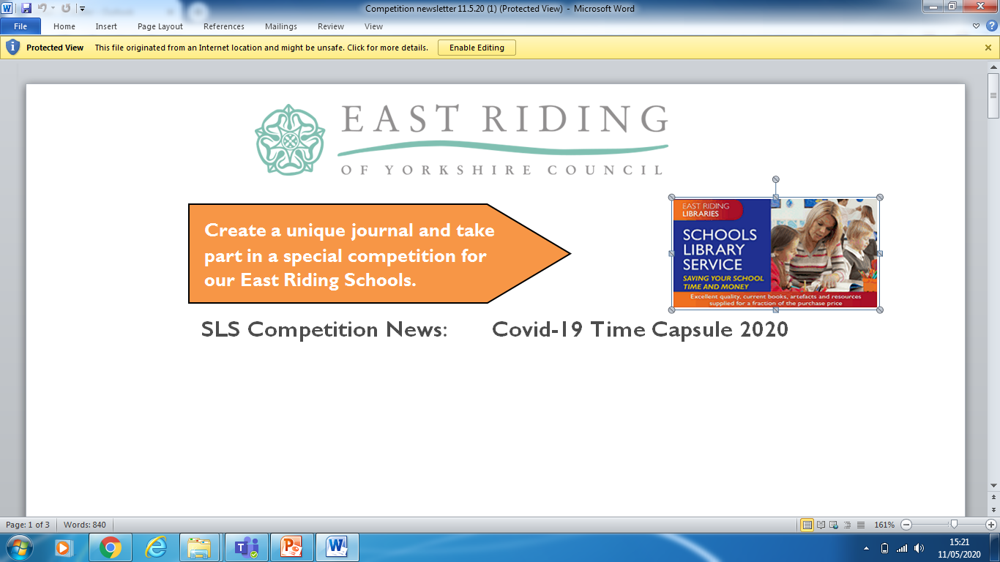 Competition newsletter 11.5.20 (1) (Protected View) - Microsoft Word
File Home Insert Page Layout References Mailings Review View
Protected View This file originated from an Internet location and might be unsafe. Click for more details. Enable Editing
EAST RIDING
OF YORKSHIRE COUNCIL
Create a unique journal and take
part in a special competition for
our East Riding Schools.
EAST RIDING
LIBRARIES
SCHOOLS
LIBRARY
SERVICE
SAVING YOUR SCHOOL
TIME AND MONEY
Excellent quality, current books, artefacts and resources
supplied for a fraction of the purchase price
SLS Competition News: Covid-19 Time Capsule 2020
Page: 1 of 3 Words: 840 161%
15:21
11/05/2020